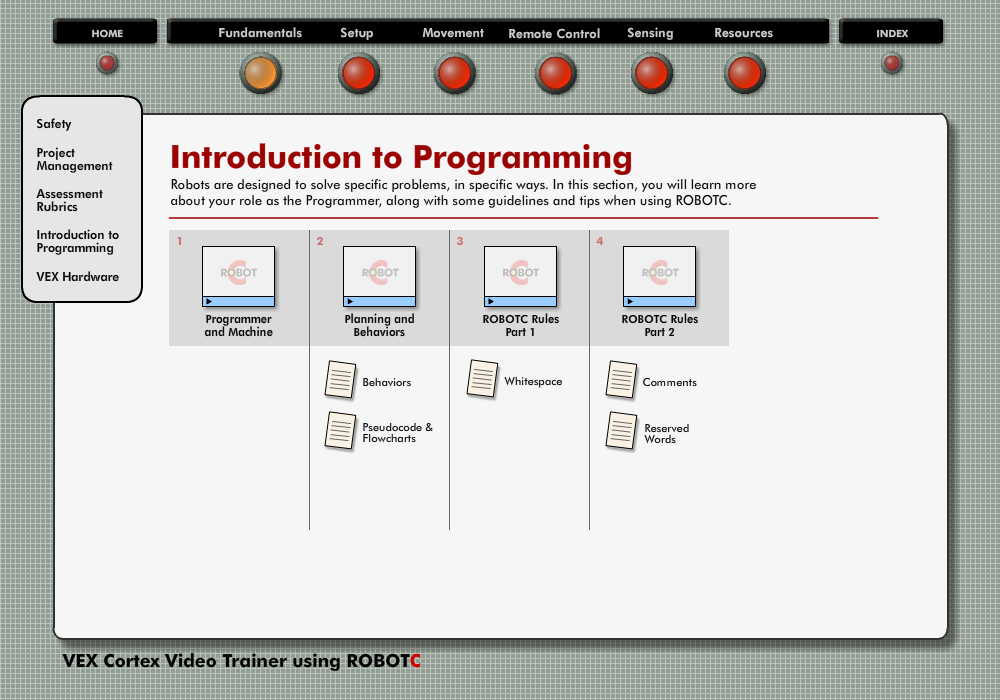 HOME
Fundamentals
Setup
Movement
Remote Control
Sensing
Resources
INDEX
Safety
Project
Management
Assessment
Rubrics
Introduction to
Programming
VEX Hardware
Introduction to Programming
Robots are designed to solve specific problems, in specific ways. In this section, you will learn more
about your role as the Programmer, along with some guidelines and tips when using ROBOTC.
1
ROBOT
C
Programmer
and Machine
2
ROBOT
C
Planning and
Behaviors
Behaviors
Pseudocode &
Flowcharts
3
ROBOT
C
ROBOTC Rules
Part 1
Whitespace
4
ROBOT
C
ROBOTC Rules
Part 2
Comments
Reserved
Words
VEX Cortex Video Trainer using ROBOTC